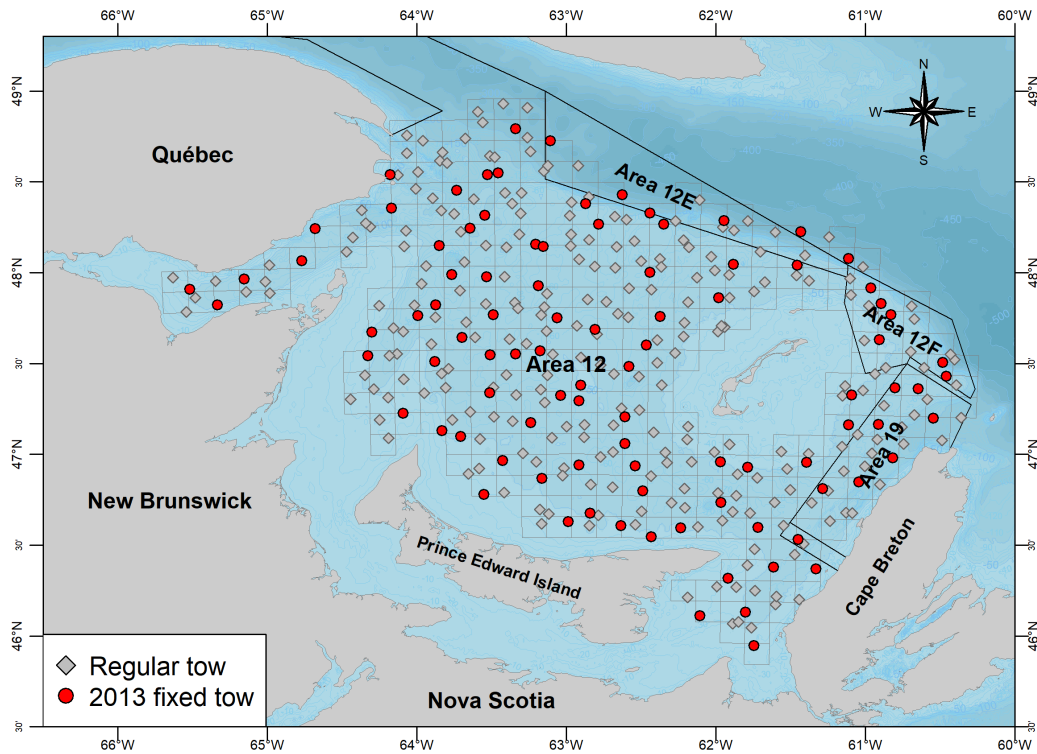 66°W 65°W 64°W 63°W 62°W 61°W 60°W
49°N 49°N
N
W E
S
Québec
30' 30'
Area 12E
-450
48°N 48°N
Area 12F
-500
30' 30'
Area 12
Area 19
47°N 47°N
New Brunswick
30' 30'
Prince Edward Island
Cape Breton
46°N 46°N
Regular tow
2013 fixed tow
Nova Scotia
30' 30'
66°W 65°W 64°W 63°W 62°W 61°W 60°W